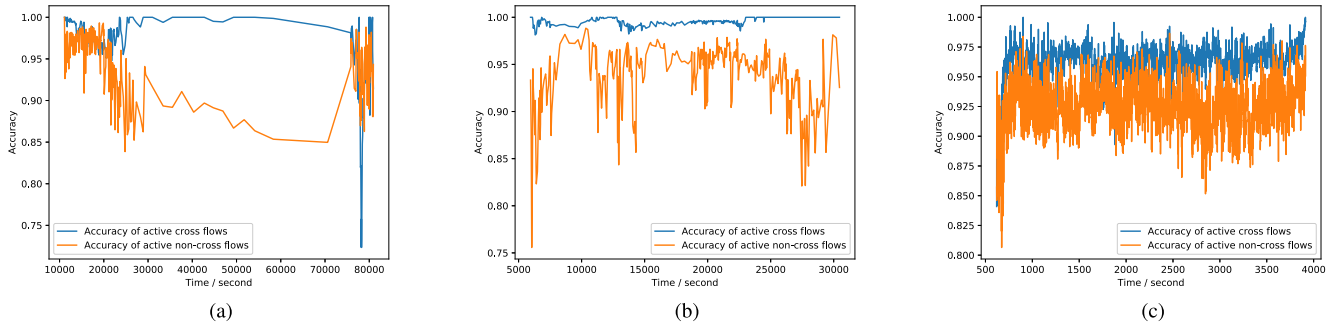 1.00
0.95
0.90
0.85
0.80
0.75
Accuracy
Accuracy of active cross flows
Accuracy of active non-cross flows
10000 20000 30000 40000 50000 60000 70000 80000
Time / second
(a)
1.00
0.95
0.90
0.85
0.80
0.75
Accuracy
Accuracy of active cross flows
Accuracy of active non-cross flows
5000 10000 15000 20000 25000 30000
Time / second
(b)
1.000
0.975
0.950
0.925
0.900
0.875
0.850
0.825
0.800
Accuracy
Accuracy of active cross flows
Accuracy of active non-cross flows
500 1000 1500 2000 2500 3000 3500 4000
Time / second
(c)